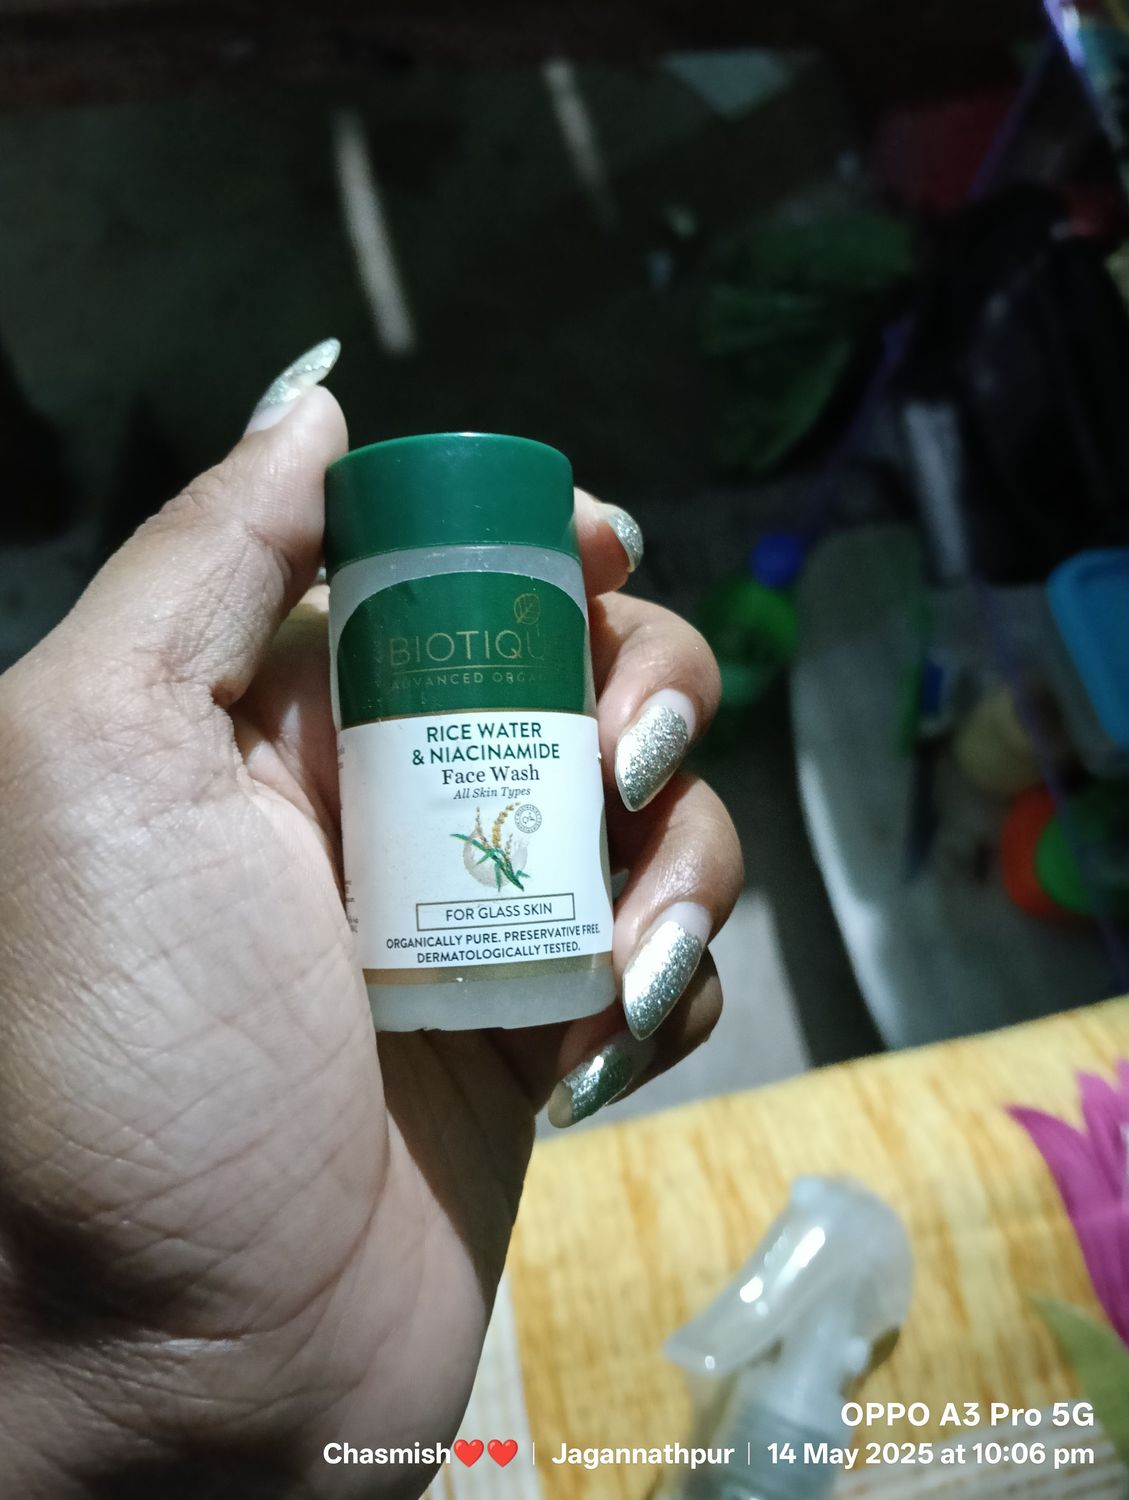 BIOTIQU
ADVANCED ORGA
RICE WATER
& NIACINAMIDE
Face Wash
All Skin Types
FOR GLASS SKIN
ORGANICALLY PURE. PRESERVATIVE FREE.
DERMATOLOGICALLY TESTED.
OPPO A3 Pro 5G
Chasmish❤️❤️ | Jagannathpur | 14 May 2025 at 10:06 pm